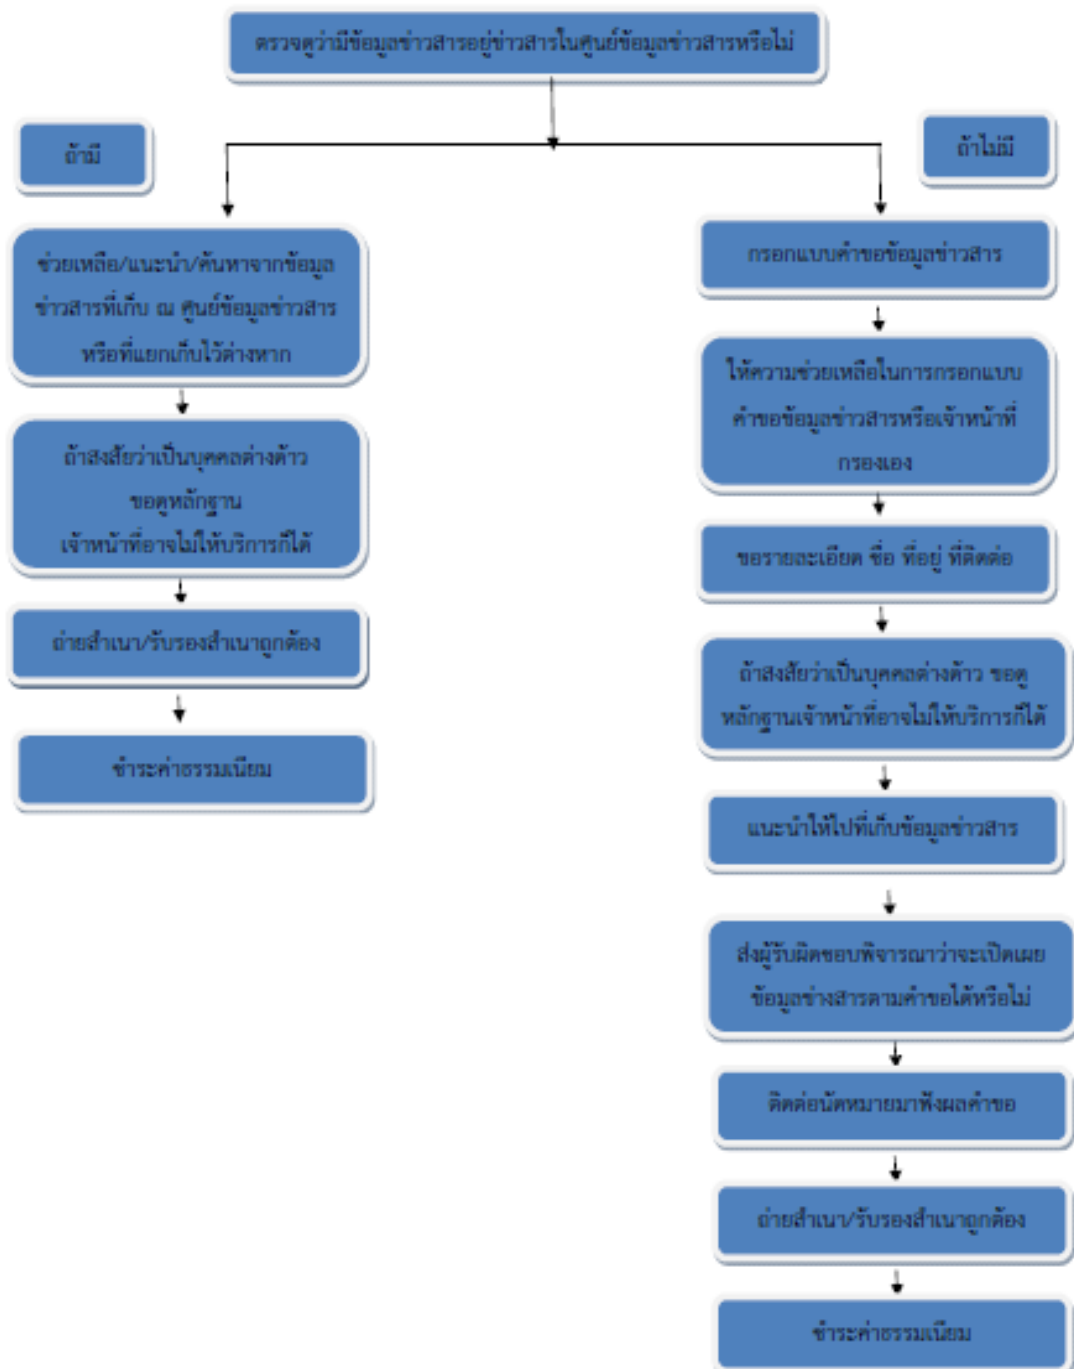 ตรวจดูว่ามีข้อมูลข่าวสารอยู่ข่าวสารในศูนย์ข้อมูลข่าวสารหรือไม่
ถ้ามี
ถ้าไม่มี
ช่วยเหลือ/แนะนำ/ค้นหาจากข้อมูล
ข่าวสารที่เก็บ ณ ศูนย์ข้อมูลข่าวสาร
หรือที่แยกเก็บไว้ต่างหาก
ถ้าสงสัยว่าเป็นบุคคลต่างด้าว
ขอดูหลักฐาน
เจ้าหน้าที่อาจไม่ให้บริการก็ได้
ถ่ายสำเนา/รับรองสำเนาถูกต้อง
ชำระค่าธรรมเนียม
กรอกแบบคำขอข้อมูลข่าวสาร
ให้ความช่วยเหลือในการกรอกแบบ
คำขอข้อมูลข่าวสารหรือเจ้าหน้าที่
กรองเอง
ขอรายละเอียด ชื่อ ที่อยู่ ที่ติดต่อ
ถ้าสงสัยว่าเป็นบุคคลต่างด้าว ขอดู
หลักฐานเจ้าหน้าที่อาจไม่ให้บริการก็ได้
แนะนำให้ไปที่เก็บข้อมูลข่าวสาร
ส่งผู้รับผิดชอบพิจารณาว่าจะเปิดเผย
ข้อมูลข่างสารตามคำขอได้หรือไม่
ติดต่อนัดหมายมาฟังผลคำขอ
ถ่ายสำเนา/รับรองสำเนาถูกต้อง
ชำระค่าธรรมเนียม